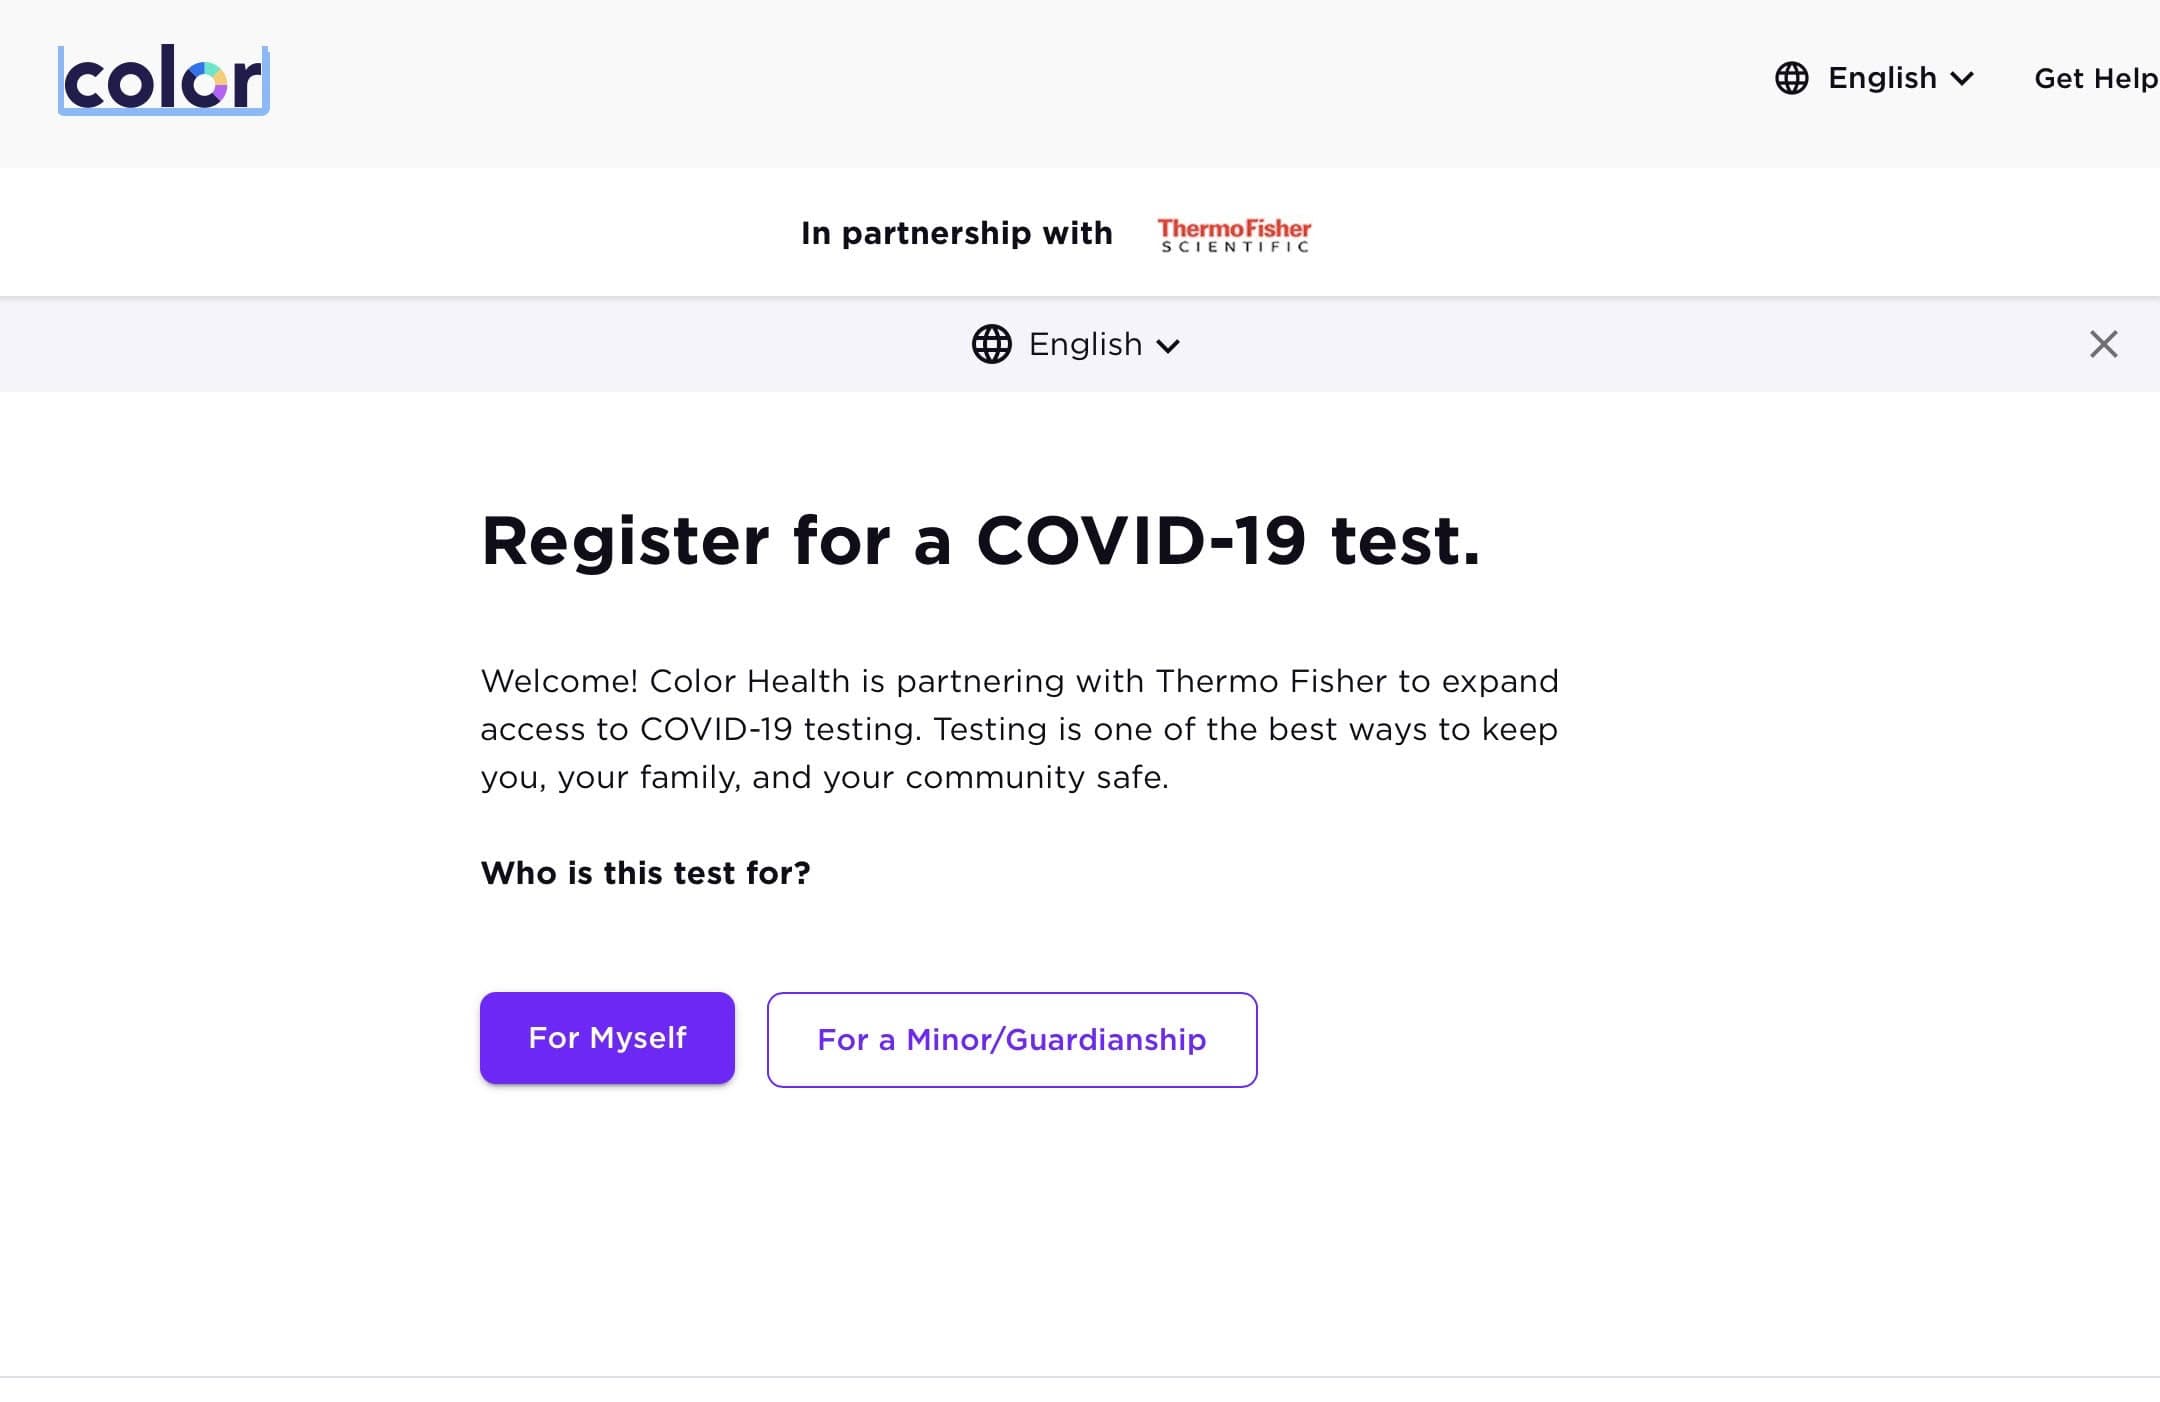 color
English
Get Help
In partnership with
ThermoFisher
SCIENTIFIC
English
Register for a COVID-19 test.
Welcome! Color Health is partnering with Thermo Fisher to expand
access to COVID-19 testing. Testing is one of the best ways to keep
you, your family, and your community safe.
Who is this test for?
For Myself
For a Minor/Guardianship